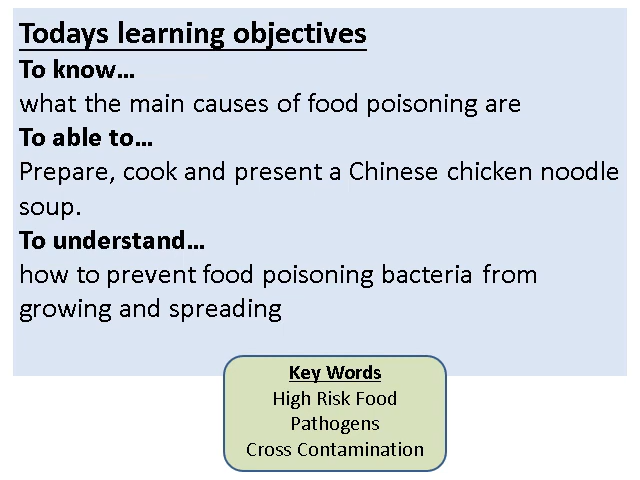 Todays learning objectives
To know…
what the main causes of food poisoning are
To able to…
Prepare, cook and present a Chinese chicken noodle
soup.
To understand…
how to prevent food poisoning bacteria from
growing and spreading
Key Words
High Risk Food
Pathogens
Cross Contamination